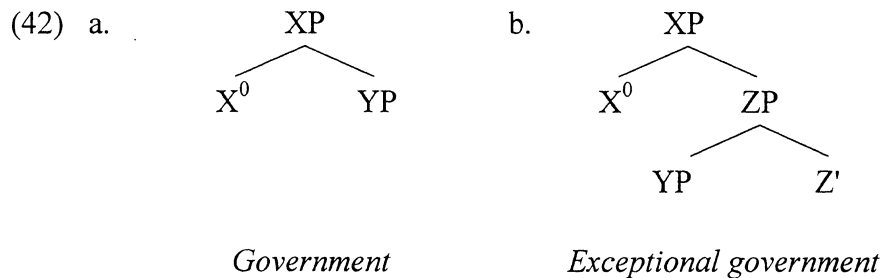 (42) a. XP b. XP
X⁰ YP X⁰ ZP
YP Z'
Government Exceptional government